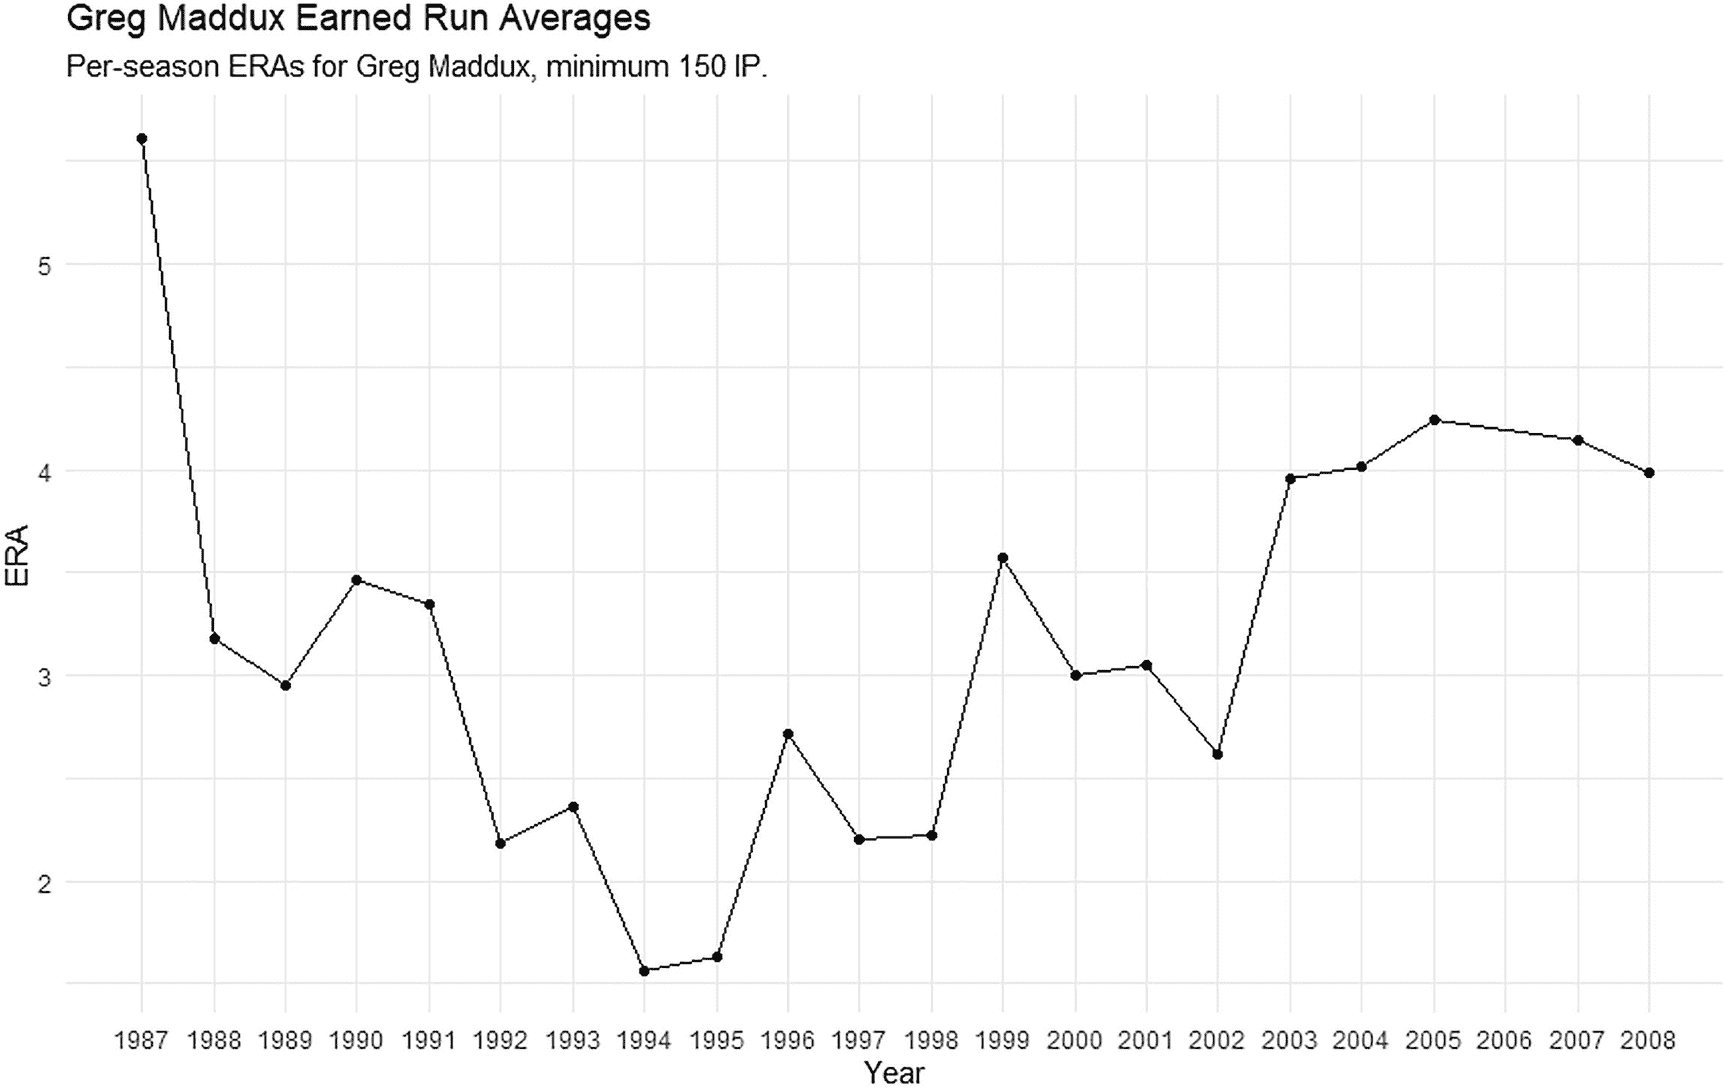 Greg Maddux Earned Run Averages
Per-season ERAs for Greg Maddux, minimum 150 IP.
5
4
3
2
ERA
1987 1988 1989 1990 1991 1992 1993 1994 1995 1996 1997 1998 1999 2000 2001 2002 2003 2004 2005 2006 2007 2008
Year